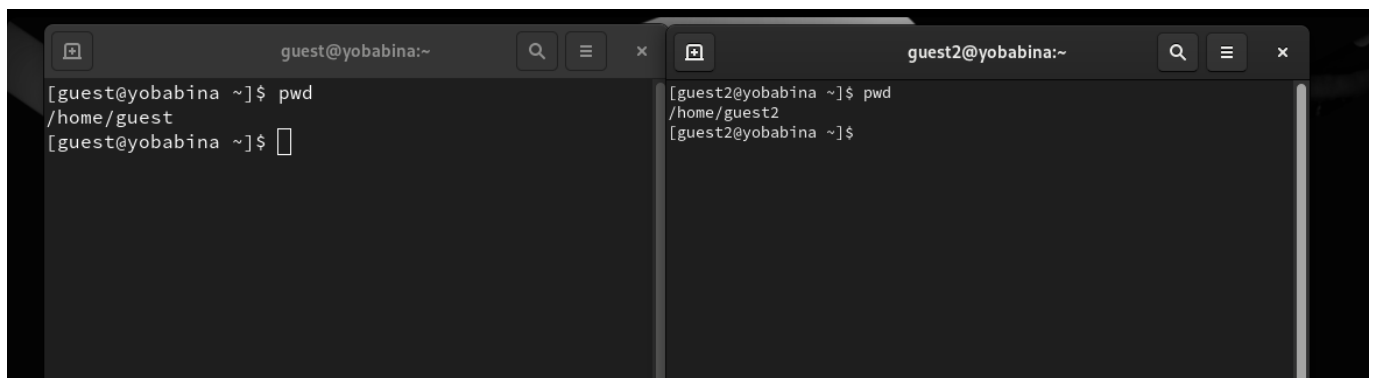 guest@yobabina:~
[guest@yobabina ~]$ pwd
/home/guest
[guest@yobabina ~]$
guest2@yobabina:~
[guest2@yobabina ~]$ pwd
/home/guest2
[guest2@yobabina ~]$